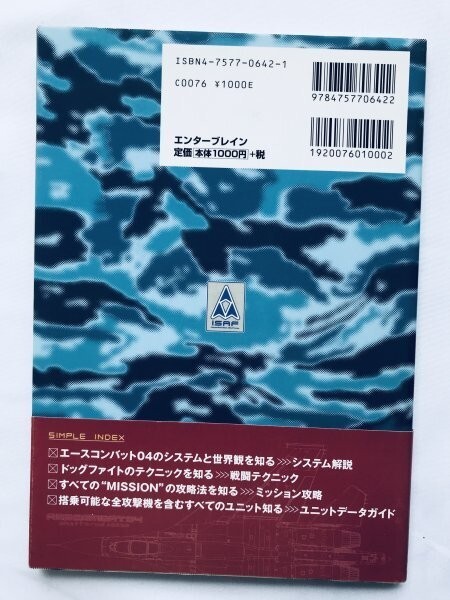 ISBN4-7577-0642-1
C0076 ¥1000E
9784757706422
エンターブレイン
定価 本体1000円 +税
1920076010002
ISAF
SIMPLE INDEX
エースコンバット04のシステムと世界観を知る>>>システム解説
ドッグファイトのテクニックを知る>>>戦闘テクニック
すべての“MISSION”の攻略法を知る>>>ミッション攻略
搭乗可能な全攻撃機を含むすべてのユニット知る>>>ユニットデータガイド